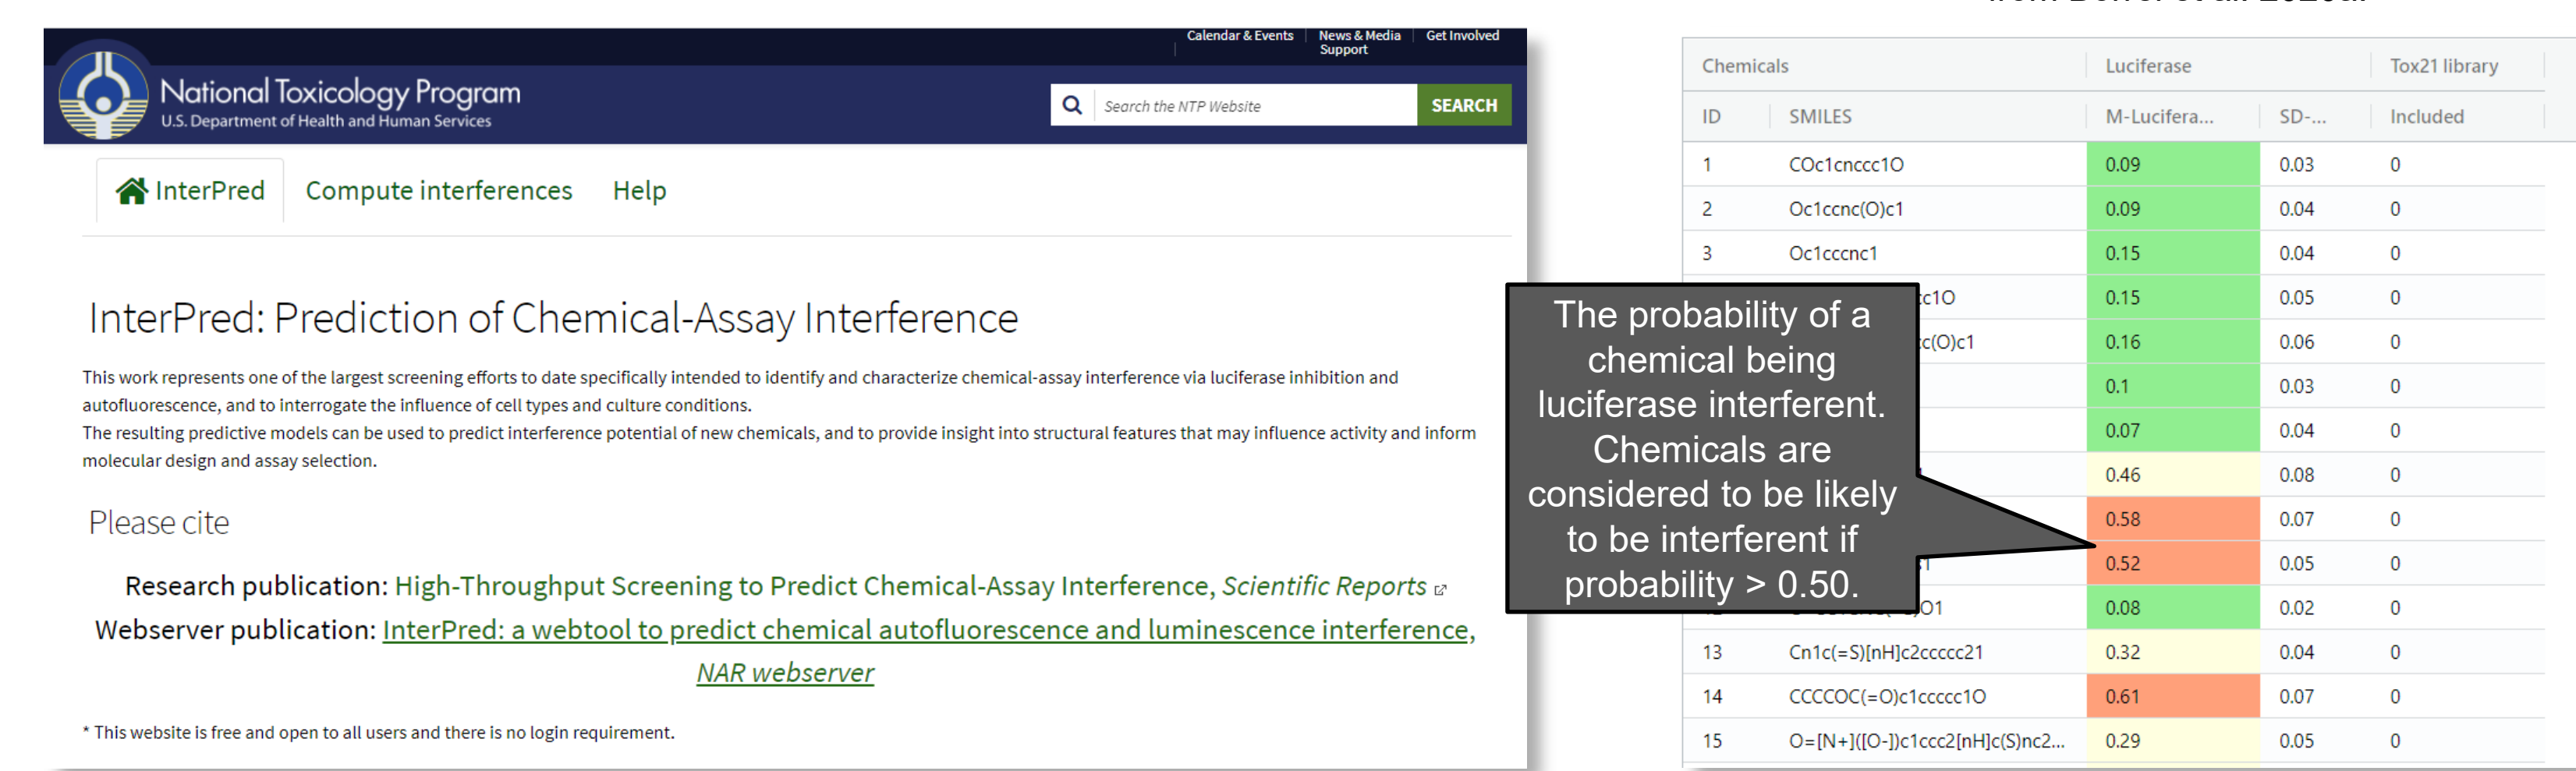 Calendar & Events | News & Media Support | Get Involved
National Toxicology Program
U.S. Department of Health and Human Services
Search the NTP Website SEARCH
InterPred Compute interferences Help
InterPred: Prediction of Chemical-Assay Interference
This work represents one of the largest screening efforts to date specifically intended to identify and characterize chemical-assay interference via luciferase inhibition and
autofluorescence, and to interrogate the influence of cell types and culture conditions.
The resulting predictive models can be used to predict interference potential of new chemicals, and to provide insight into structural features that may influence activity and inform
molecular design and assay selection.
Please cite
Research publication: High-Throughput Screening to Predict Chemical-Assay Interference, Scientific Reports
Webserver publication: InterPred: a webtool to predict chemical autofluorescence and luminescence interference,
NAR webserver
* This website is free and open to all users and there is no login requirement.
The probability of a
chemical being
luciferase interferent.
Chemicals are
considered to be likely
to be interferent if
probability > 0.50.
Chemicals Luciferase Tox21 library
ID SMILES M-Lucifera... SD-... Included
1 COc1cnccc1O 0.09 0.03 0
2 Oc1ccnc(O)c1 0.09 0.04 0
3 Oc1cccnc1 0.15 0.04 0
cc1O 0.15 0.05 0
cc(O)c1 0.16 0.06 0
0.1 0.03 0
0.07 0.04 0
0.46 0.08 0
0.58 0.07 0
0.52 0.05 0
O1 0.08 0.02 0
13 Cn1c(=S)[nH]c2ccccc21 0.32 0.04 0
14 CCCCOC(=O)c1ccccc1O 0.61 0.07 0
15 O=[N+]([O-])c1ccc2[nH]c(S)nc2... 0.29 0.05 0